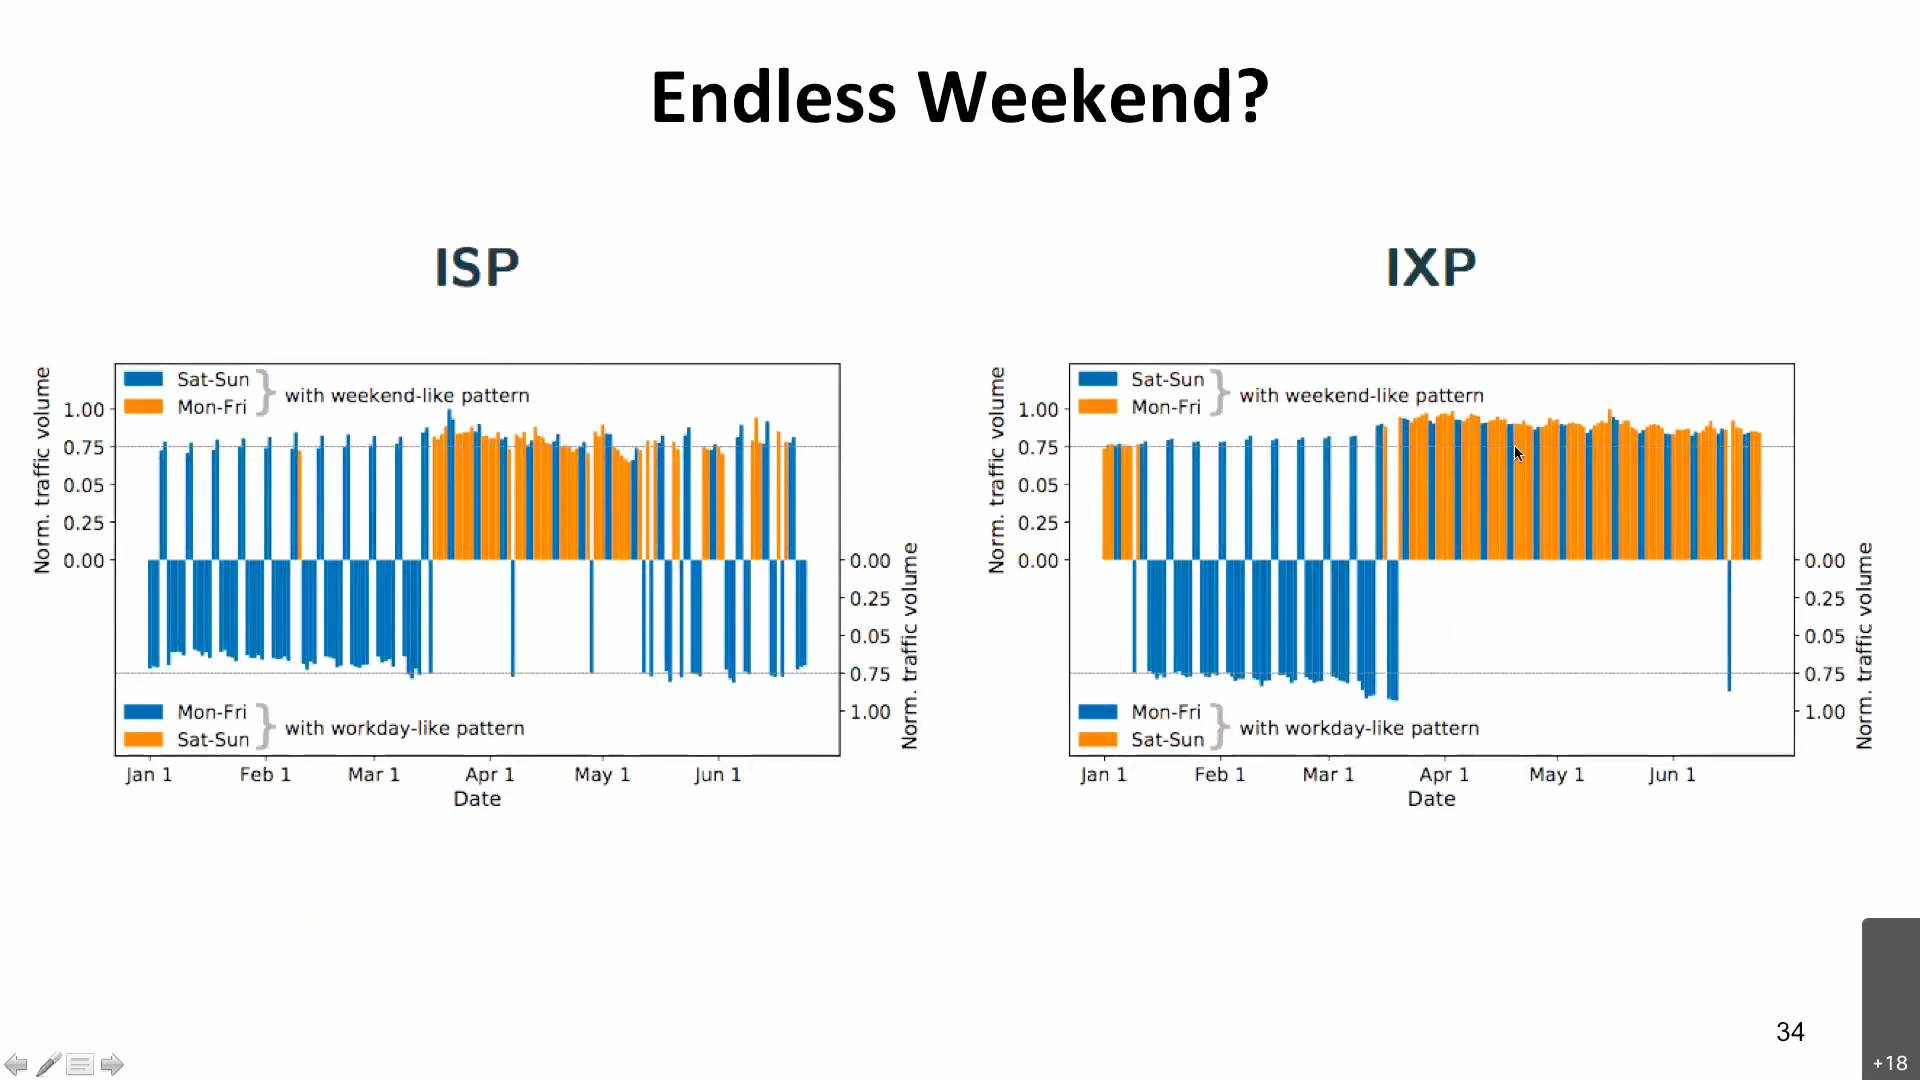 Endless Weekend?
ISP
Norm. traffic volume
1.00
0.75
0.05
0.25
0.00
Sat-Sun
Mon-Fri
with weekend-like pattern
0.00
0.25
0.05
0.75
1.00
Norm. traffic volume
Mon-Fri
Sat-Sun
with workday-like pattern
Jan 1 Feb 1 Mar 1 Apr 1 May 1 Jun 1
Date
IXP
Norm. traffic volume
1.00
0.75
0.05
0.25
0.00
Sat-Sun
Mon-Fri
with weekend-like pattern
0.00
0.25
0.05
0.75
1.00
Norm. traffic volume
Mon-Fri
Sat-Sun
with workday-like pattern
Jan 1 Feb 1 Mar 1 Apr 1 May 1 Jun 1
Date
34
+18